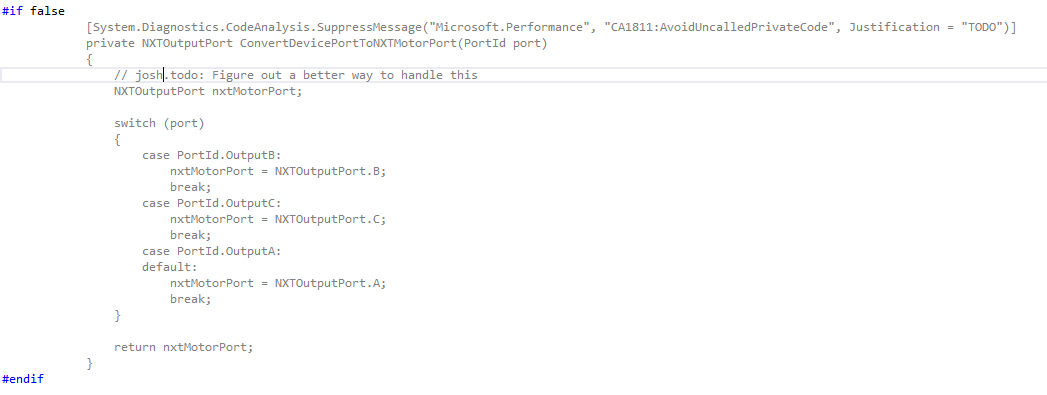 #if false
[System.Diagnostics.CodeAnalysis.SuppressMessage("Microsoft.Performance", "CA1811:AvoidUncalledPrivateCode", Justification = "TODO")]
private NXTOutputPort ConvertDevicePortToNXTMotorPort(PortId port)
{
// josh.todo: Figure out a better way to handle this
NXTOutputPort nxtMotorPort;
switch (port)
{
case PortId.OutputB:
nxtMotorPort = NXTOutputPort.B;
break;
case PortId.OutputC:
nxtMotorPort = NXTOutputPort.C;
break;
case PortId.OutputA:
default:
nxtMotorPort = NXTOutputPort.A;
break;
}
return nxtMotorPort;
}
#endif